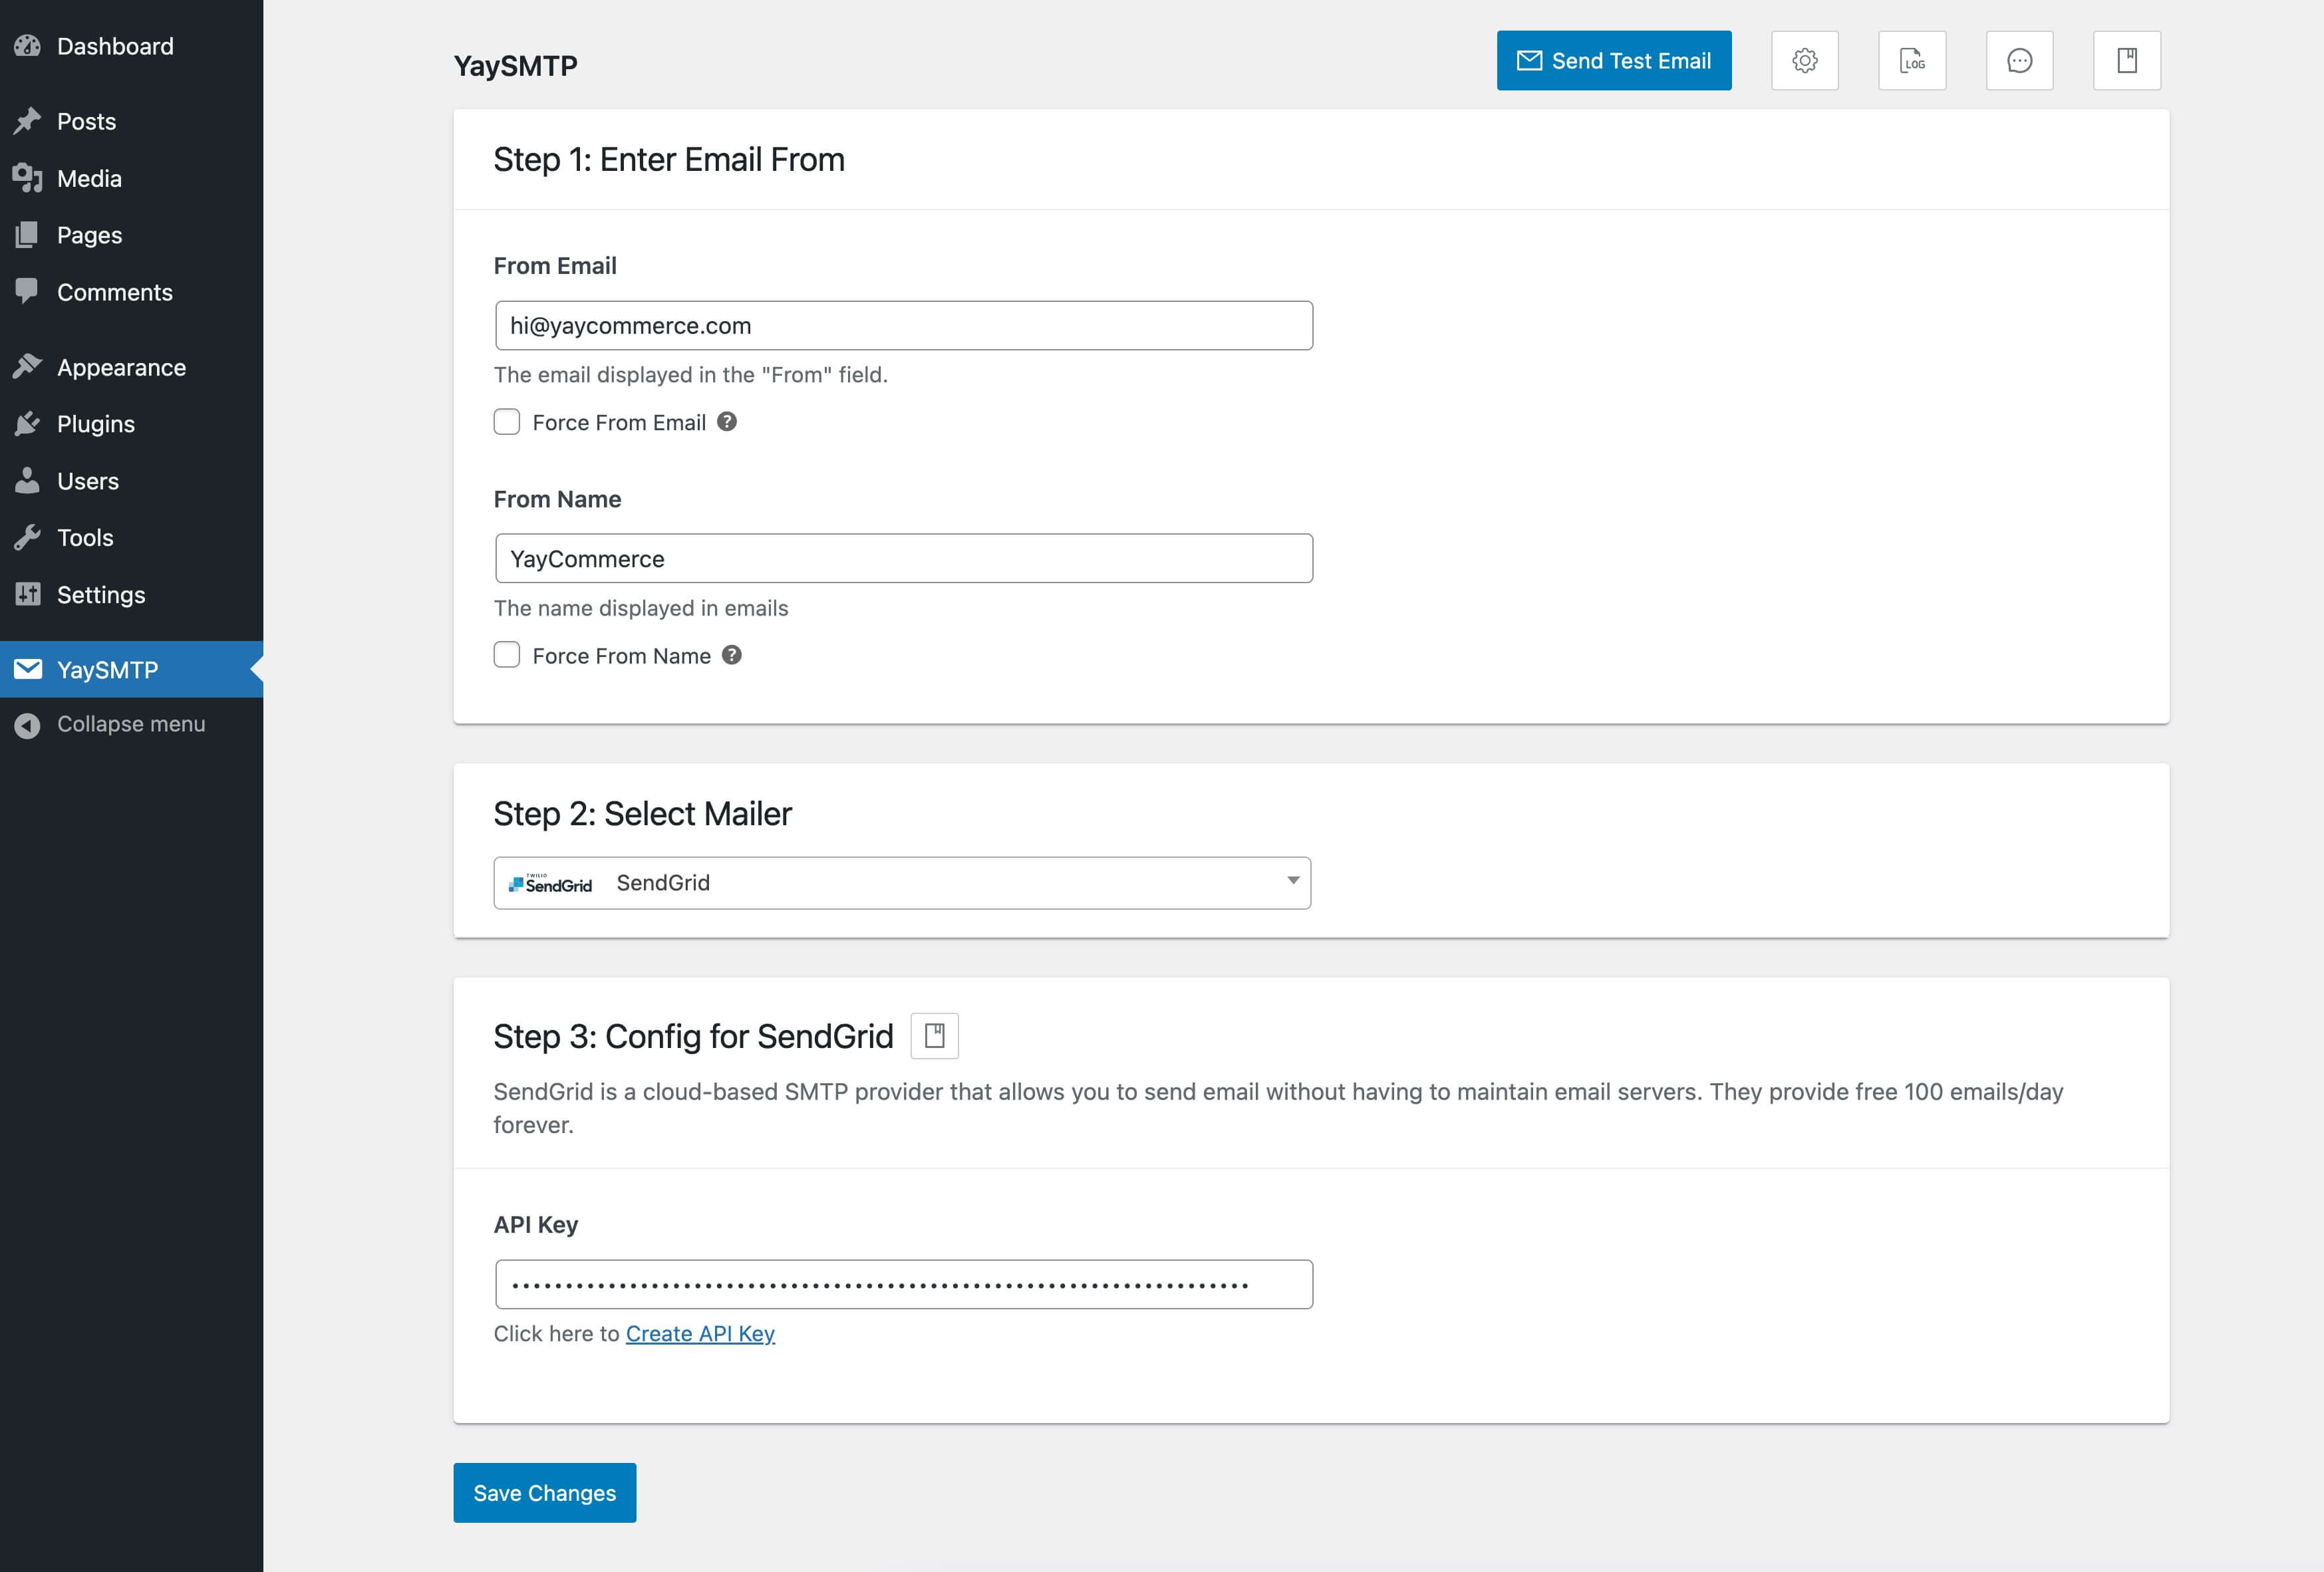 Dashboard
Posts
Media
Pages
Comments
Appearance
Plugins
Users
Tools
Settings
YaySMTP
Collapse menu
YaySMTP
Send Test Email
LOG
Step 1: Enter Email From
From Email
hi@yaycommerce.com
The email displayed in the "From" field.
Force From Email ?
From Name
YayCommerce
The name displayed in emails
Force From Name ?
Step 2: Select Mailer
TWILIO
SendGrid SendGrid
Step 3: Config for SendGrid
SendGrid is a cloud-based SMTP provider that allows you to send email without having to maintain email servers. They provide free 100 emails/day
forever.
API Key
Click here to Create API Key
Save Changes